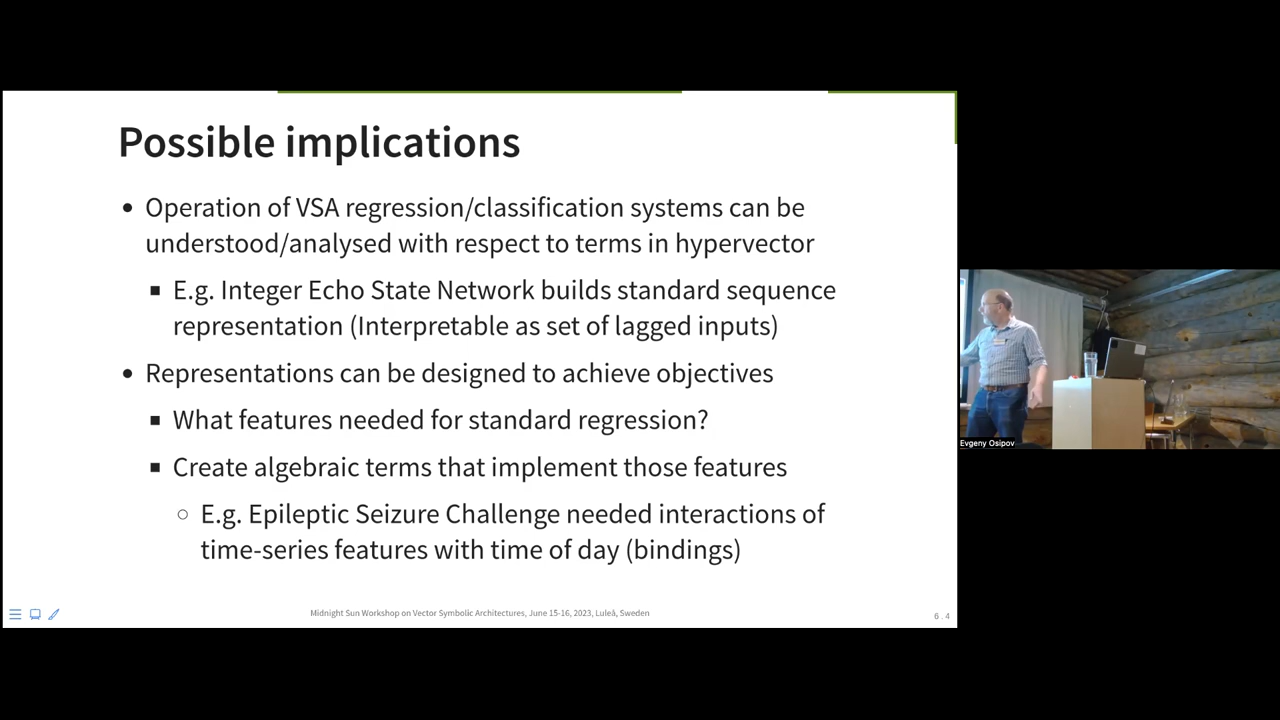 Possible implications
• Operation of VSA regression/classification systems can be
understood/analysed with respect to terms in hypervector
▪ E.g. Integer Echo State Network builds standard sequence
representation (Interpretable as set of lagged inputs)
• Representations can be designed to achieve objectives
▪ What features needed for standard regression?
▪ Create algebraic terms that implement those features
○ E.g. Epileptic Seizure Challenge needed interactions of
time-series features with time of day (bindings)
Midnight Sun Workshop on Vector Symbolic Architectures, June 15-16, 2023, Luleå, Sweden
6 . 4
Evgeny Osipov